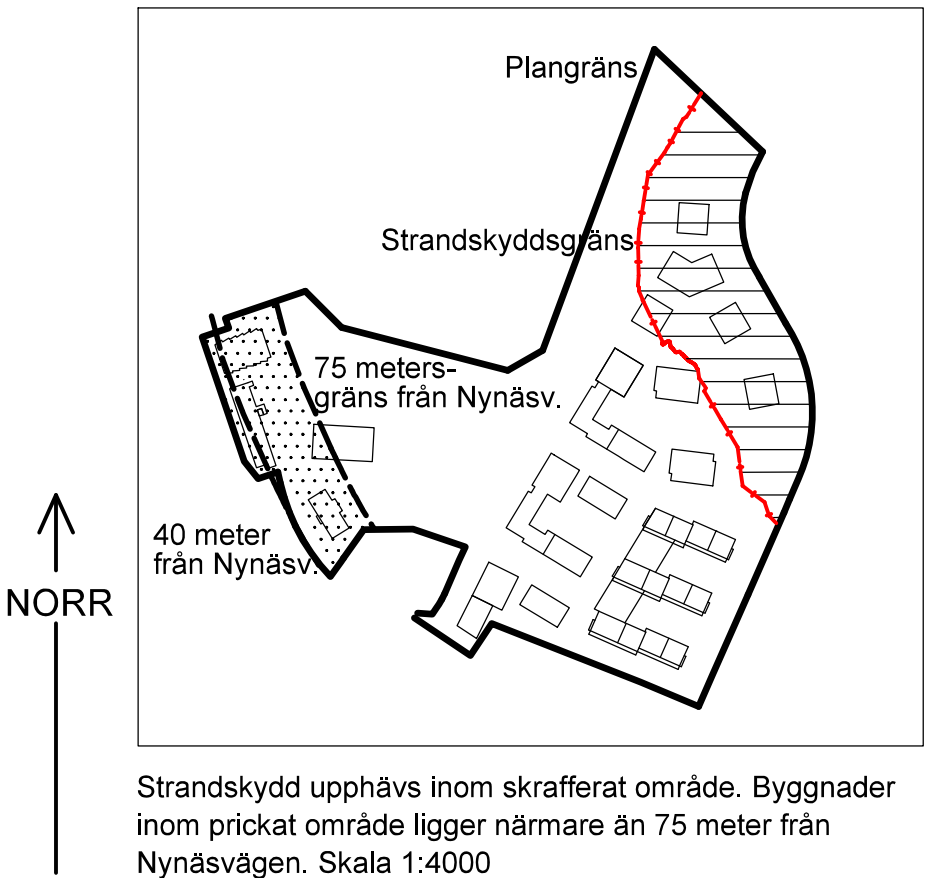 Plangräns
Strandskyddsgräns
75 meters-
gräns från Nynäsv.
40 meter
från Nynäsv.
NORR
Strandskydd upphävs inom skrafferat område. Byggnader
inom prickat område ligger närmare än 75 meter från
Nynäsvägen. Skala 1:4000